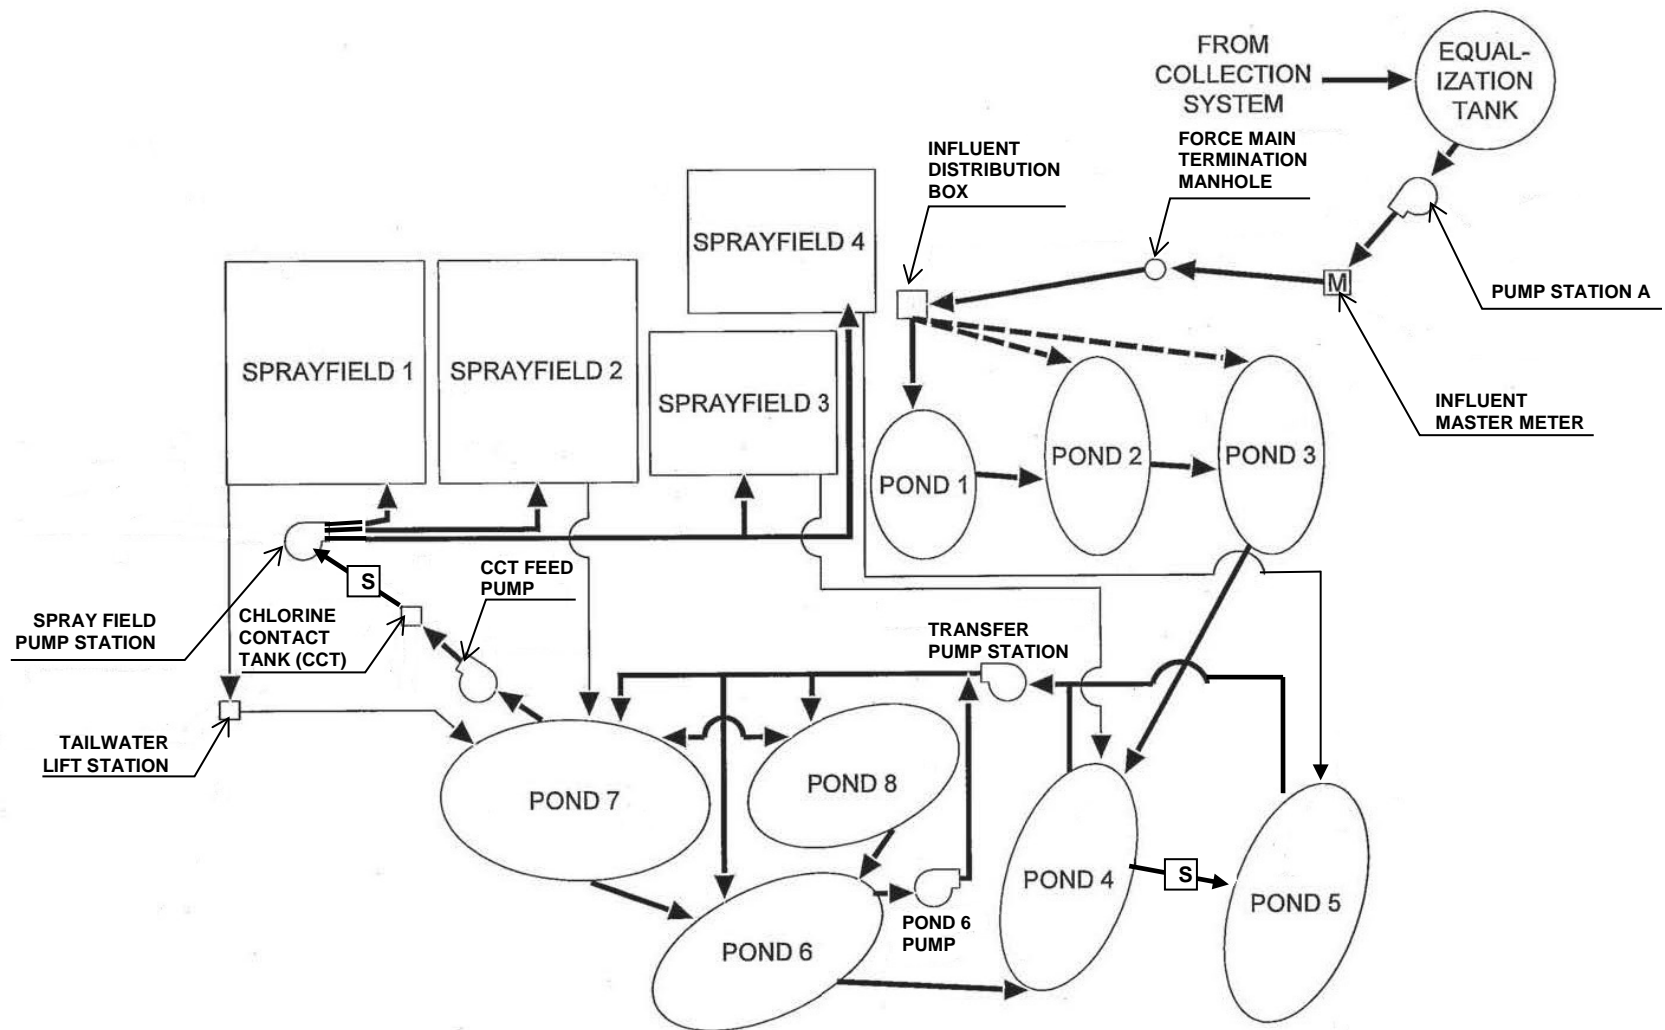 FROM
COLLECTION
SYSTEM
EQUAL-
IZATION
TANK
FORCE MAIN
TERMINATION
MANHOLE
INFLUENT
DISTRIBUTION
BOX
SPRAYFIELD 4
M
PUMP STATION A
SPRAYFIELD 1
SPRAYFIELD 2
SPRAYFIELD 3
INFLUENT
MASTER METER
POND 1
POND 2
POND 3
S
CCT FEED
PUMP
SPRAY FIELD
PUMP STATION
CHLORINE
CONTACT
TANK (CCT)
TRANSFER
PUMP STATION
TAILWATER
LIFT STATION
POND 7
POND 8
POND 6
POND 6
PUMP
POND 4
S
POND 5